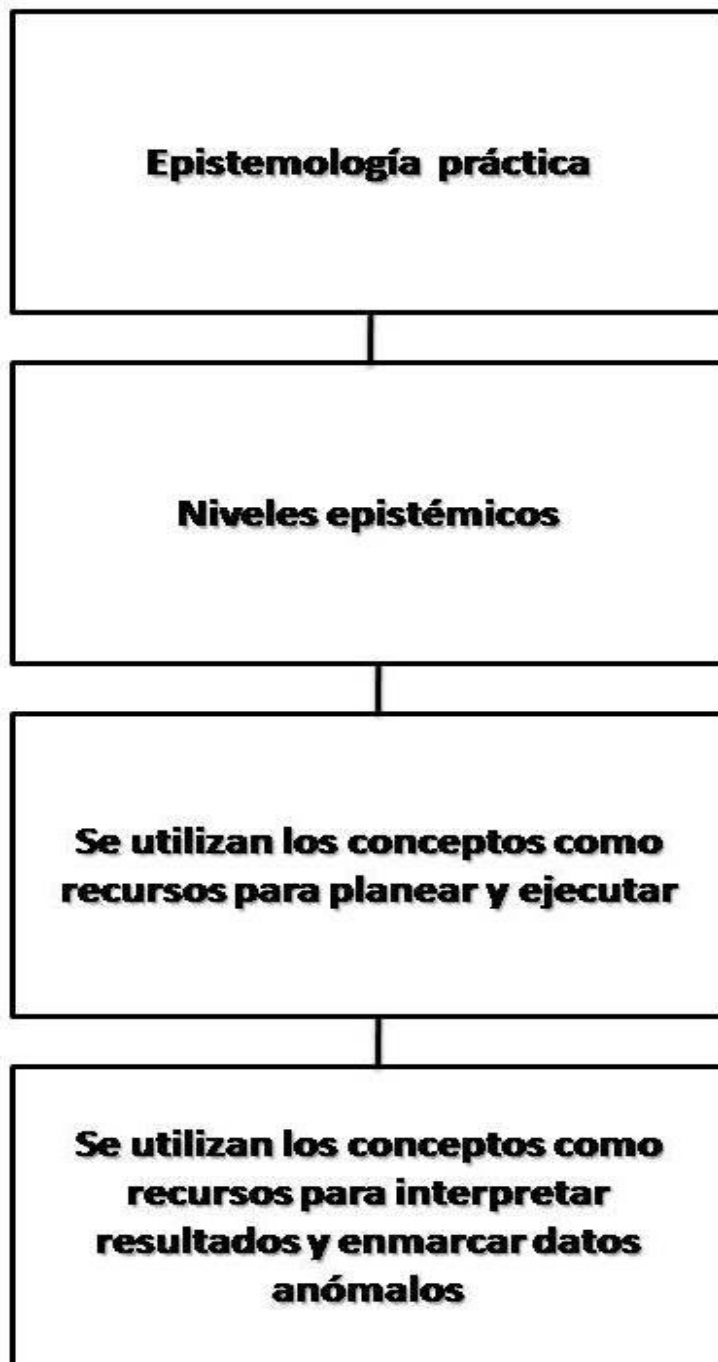 Epistemología práctica
Niveles epistémicos
Se utilizan los conceptos como
recursos para planear y ejecutar
Se utilizan los conceptos como
recursos para interpretar
resultados y enmarcar datos
anómalos